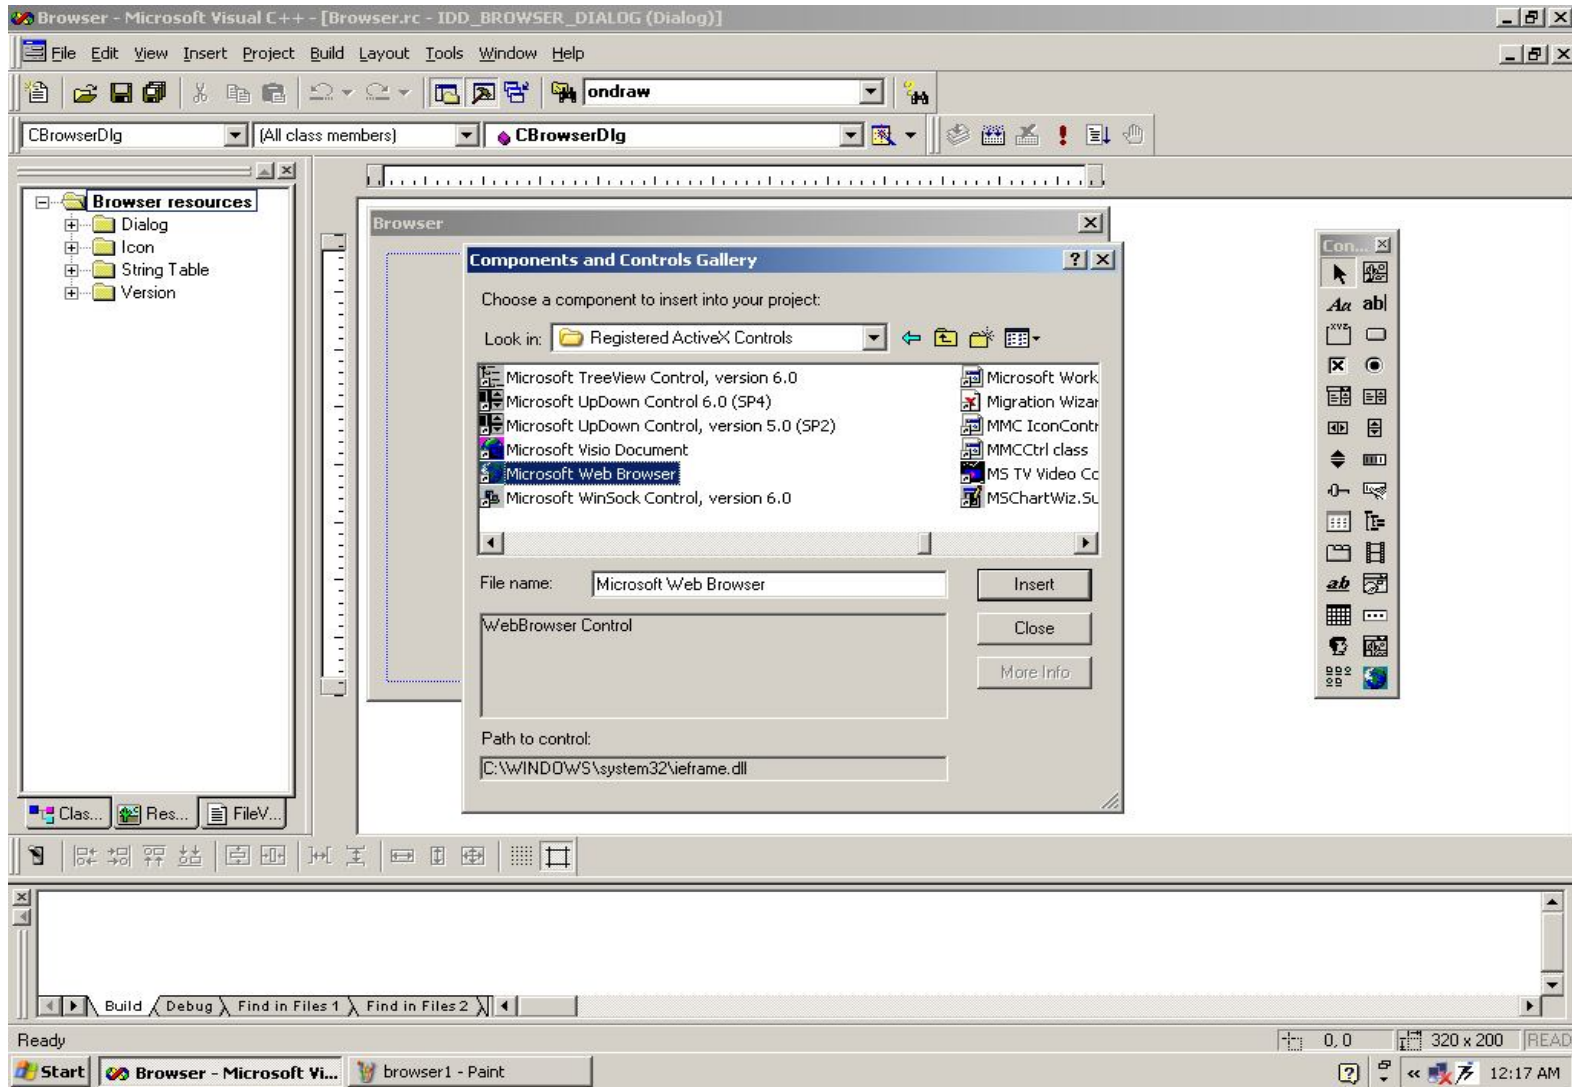 Browser - Microsoft Visual C++ - [Browser.rc - IDD_BROWSER_DIALOG (Dialog)]
File Edit View Insert Project Build Layout Tools Window Help
ondraw
CBrowserDlg (All class members) CBrowserDlg
Browser resources
Dialog
Icon
String Table
Version
Browser
Components and Controls Gallery
Choose a component to insert into your project:
Look in: Registered ActiveX Controls
Microsoft TreeView Control, version 6.0
Microsoft UpDown Control 6.0 (SP4)
Microsoft UpDown Control, version 5.0 (SP2)
Microsoft Visio Document
Microsoft Web Browser
Microsoft WinSock Control, version 6.0
Microsoft Work
Migration Wizar
MMC IconContr
MMCCtrl class
MS TV Video Co
MSChartWiz.Su
File name: Microsoft Web Browser
Insert
WebBrowser Control
Close
More Info
Path to control:
C:\WINDOWS\system32\ieframe.dll
Con...
Aa ab|
xyz
ab
Clas... Res... FileV...
Build Debug Find in Files 1 Find in Files 2
Ready 0, 0 320 x 200 READ
Start Browser - Microsoft Vi... browser1 - Paint 12:17 AM